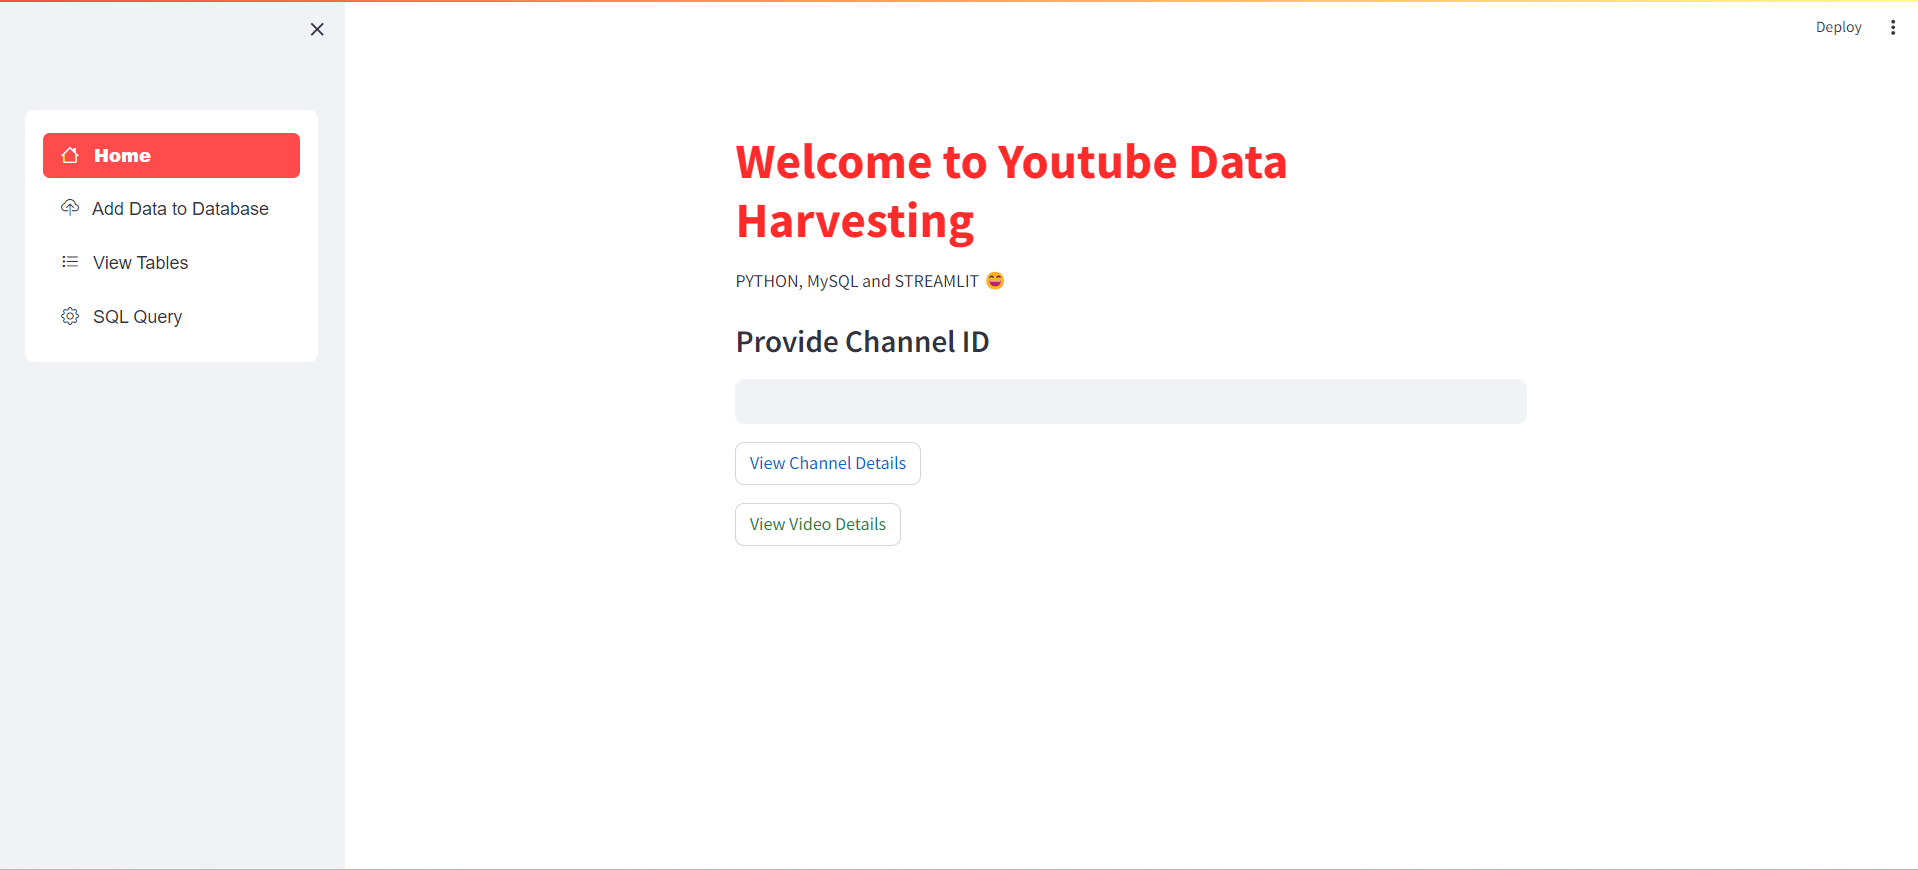 Deploy
Home
Add Data to Database
View Tables
SQL Query
Welcome to Youtube Data
Harvesting
PYTHON, MySQL and STREAMLIT 😄
Provide Channel ID
View Channel Details
View Video Details